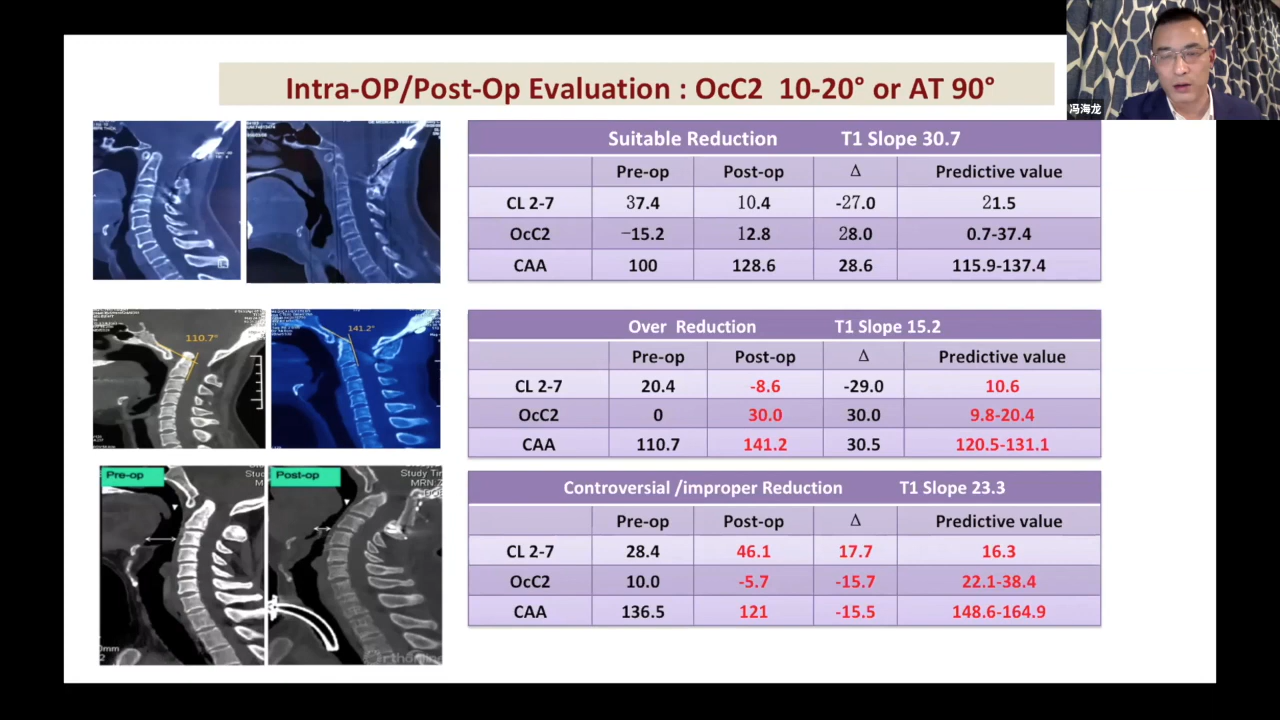 冯海龙
Intra-OP/Post-Op Evaluation : OcC2 10-20° or AT 90°
Suitable Reduction T1 Slope 30.7
Pre-op Post-op Δ Predictive value
CL 2-7 37.4 10.4 -27.0 21.5
OcC2 -15.2 12.8 28.0 0.7-37.4
CAA 100 128.6 28.6 115.9-137.4
110.7°
141.2°
Over Reduction T1 Slope 15.2
Pre-op Post-op Δ Predictive value
CL 2-7 20.4 -8.6 -29.0 10.6
OcC2 0 30.0 30.0 9.8-20.4
CAA 110.7 141.2 30.5 120.5-131.1
Pre-op
Post-op
Study Tim
MRN:Z
Controversial /improper Reduction T1 Slope 23.3
Pre-op Post-op Δ Predictive value
CL 2-7 28.4 46.1 17.7 16.3
OcC2 10.0 -5.7 -15.7 22.1-38.4
CAA 136.5 121 -15.5 148.6-164.9